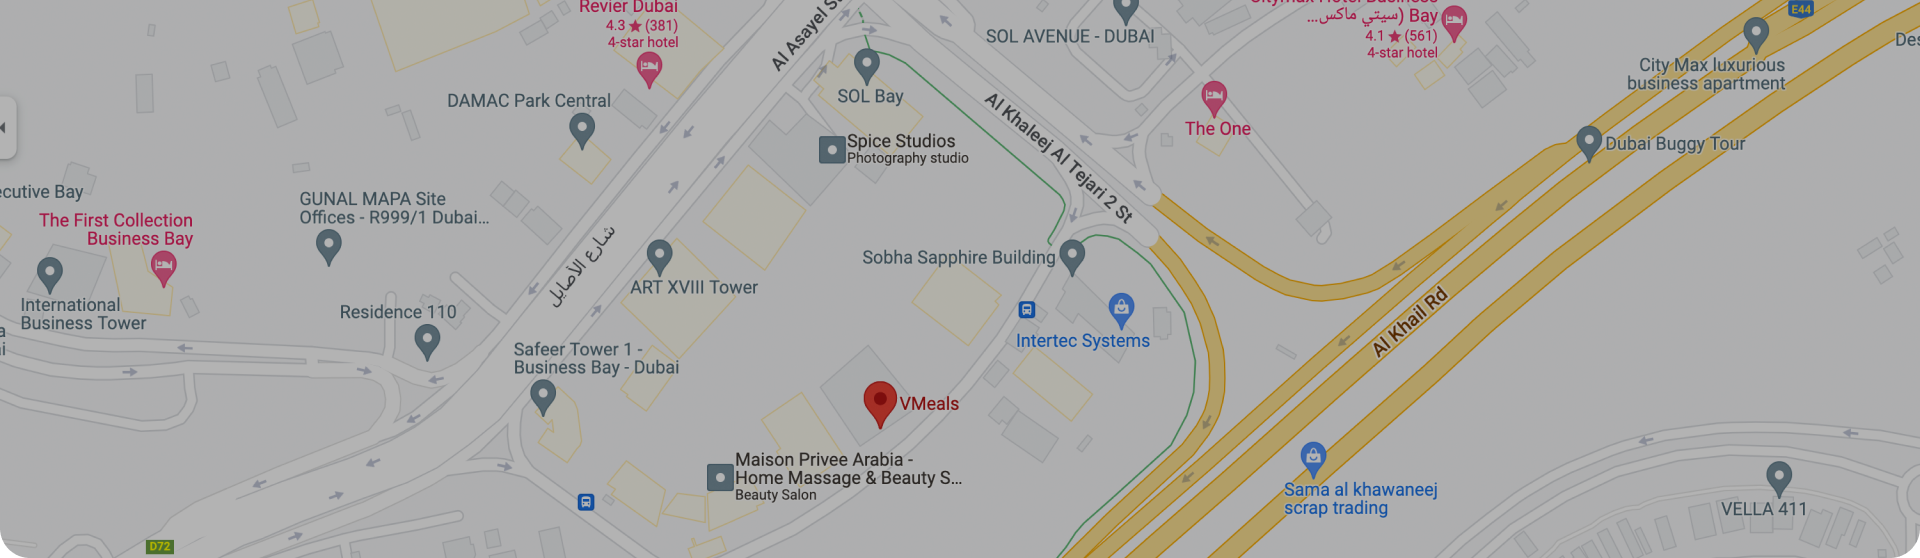 Revier Dubai
4.3 ★ (381)
4-star hotel
Al Asayel S
SOL AVENUE - DUBAI
Citymax Hotel Business
Bay (سيتي ماكس...
4.1 ★ (561)
4-star hotel
E44
City Max luxurious
business apartment
Des
DAMAC Park Central
SOL Bay
Al Khaleej Al Tejari 2 St
The One
Spice Studios
Photography studio
Dubai Buggy Tour
ecutive Bay
The First Collection
Business Bay
GUNAL MAPA Site
Offices - R999/1 Dubai...
شارع الأصايل
ART XVIII Tower
Sobha Sapphire Building
International
Business Tower
Residence 110
Safeer Tower 1 -
Business Bay - Dubai
Intertec Systems
Al Khail Rd
VMeals
Maison Privee Arabia -
Home Massage & Beauty S...
Beauty Salon
Sama al khawaneej
scrap trading
VELLA 411
D72